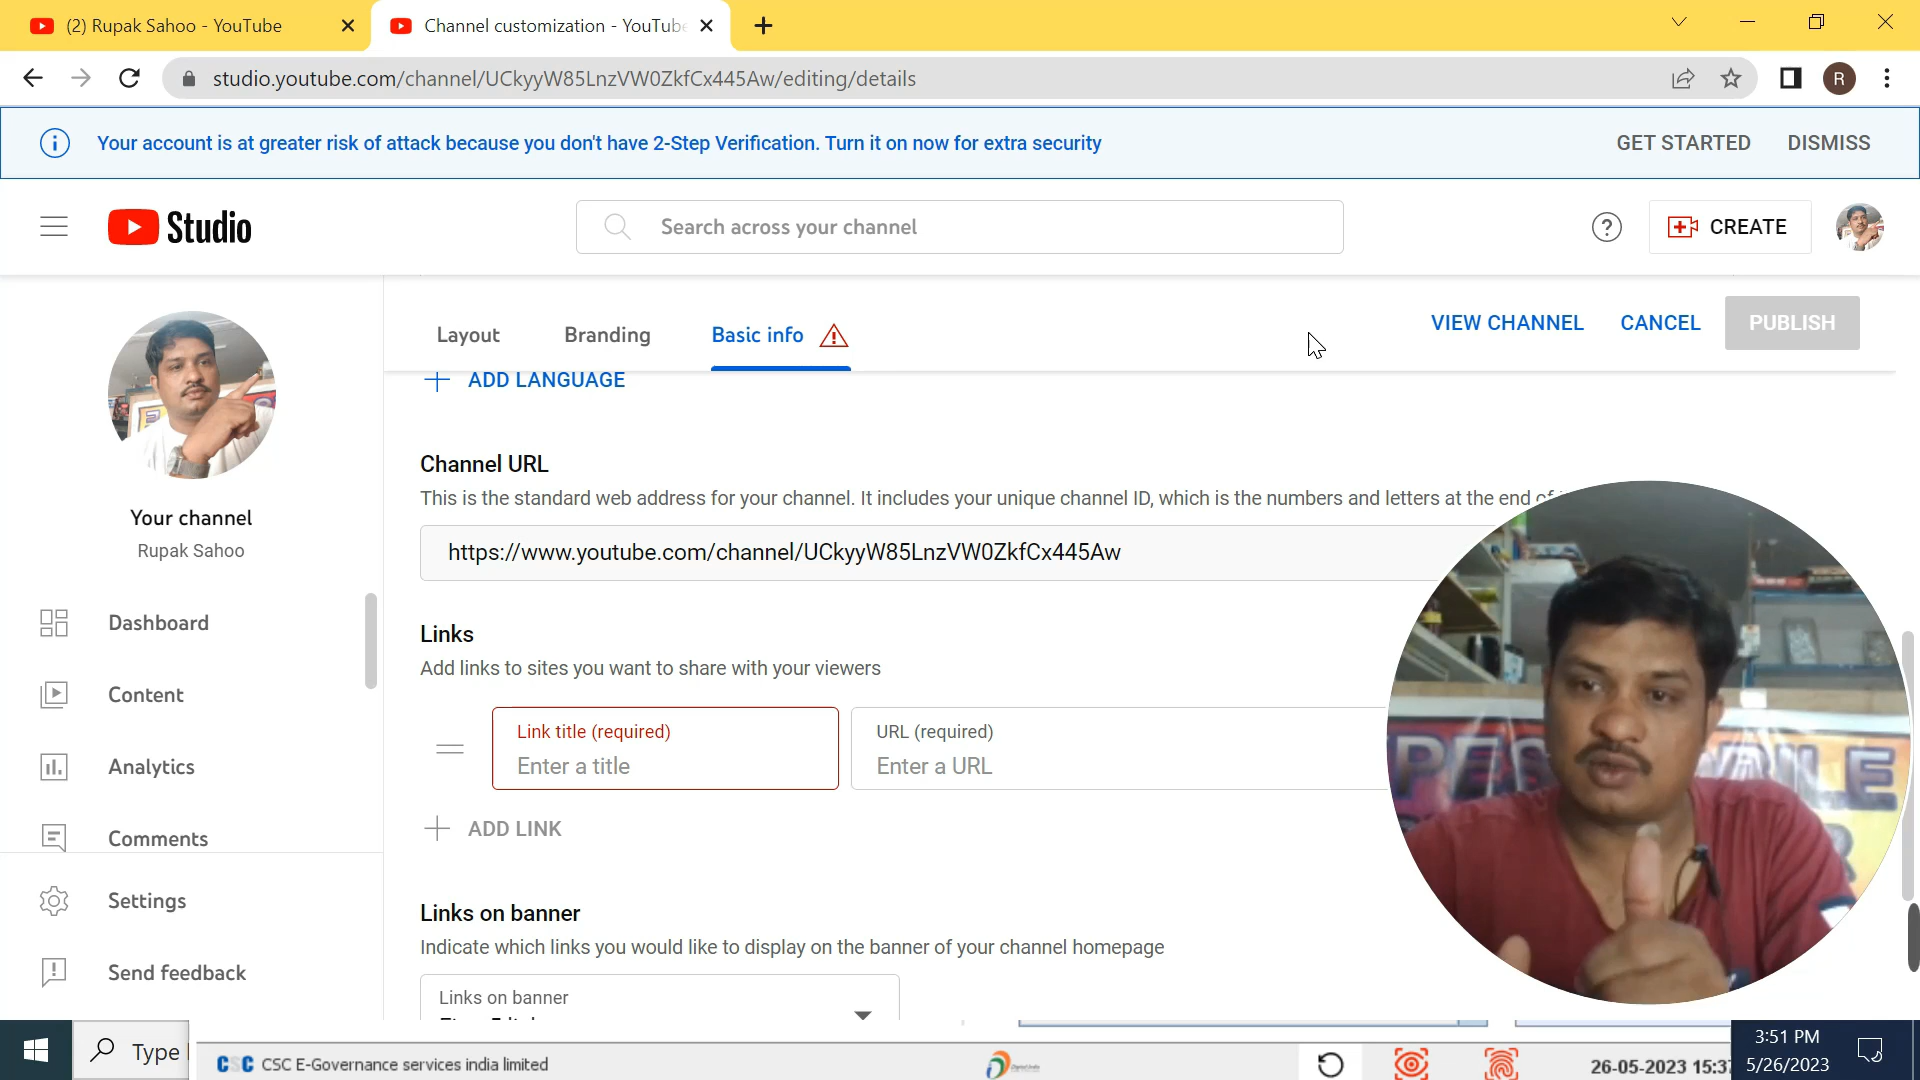 (2) Rupak Sahoo - YouTube
Channel customization - YouTube
studio.youtube.com/channel/UCkyyW85LnzVW0ZkfCx445Aw/editing/details
R
Your account is at greater risk of attack because you don't have 2-Step Verification. Turn it on now for extra security
GET STARTED
DISMISS
Studio
Search across your channel
CREATE
Layout
Branding
Basic info
VIEW CHANNEL
CANCEL
PUBLISH
ADD LANGUAGE
Channel URL
This is the standard web address for your channel. It includes your unique channel ID, which is the numbers and letters at the end of
https://www.youtube.com/channel/UCkyyW85LnzVW0ZkfCx445Aw
Your channel
Rupak Sahoo
Dashboard
Content
Analytics
Comments
Settings
Send feedback
Links
Add links to sites you want to share with your viewers
Link title (required)
Enter a title
URL (required)
Enter a URL
ADD LINK
Links on banner
Indicate which links you would like to display on the banner of your channel homepage
Links on banner
Type
CSC CSC E-Governance services india limited
26-05-2023 15:37
3:51 PM
5/26/2023